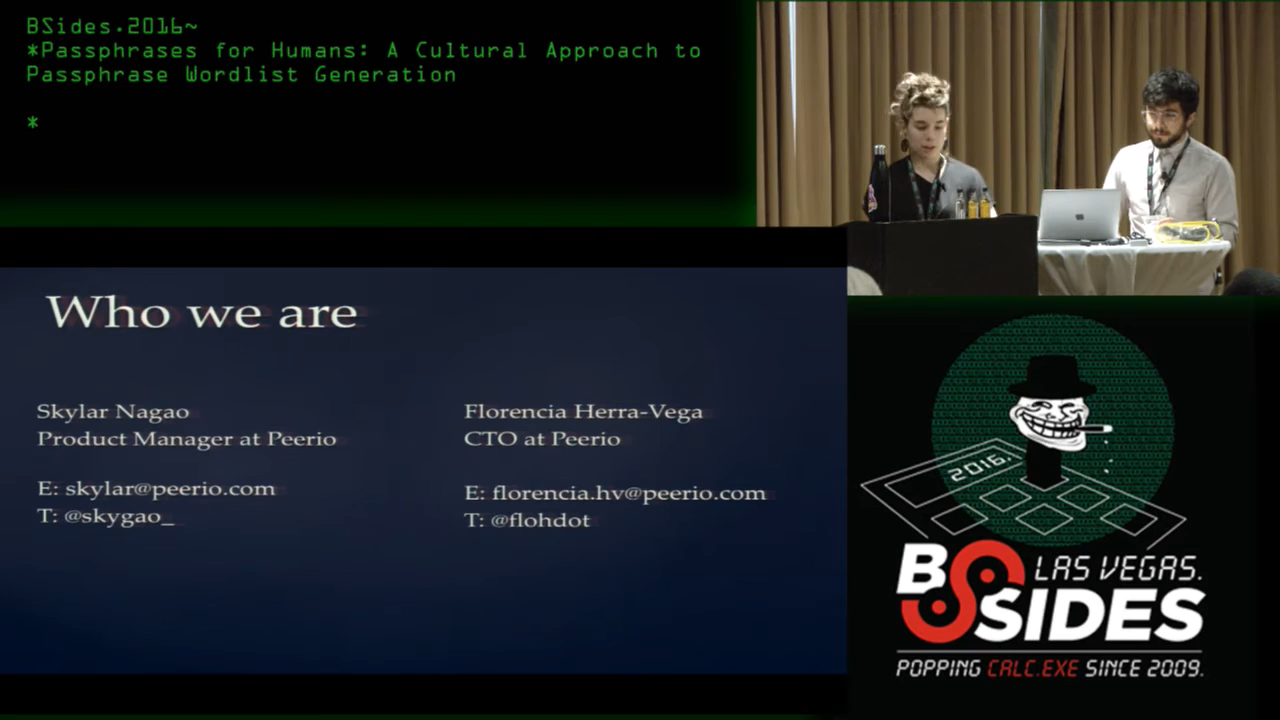 BSides.2016~
*Passphrases for Humans: A Cultural Approach to
Passphrase Wordlist Generation
*
Who we are
Skylar Nagao
Product Manager at Peerio
E: skylar@peerio.com
T: @skygao_
Florencia Herra-Vega
CTO at Peerio
E: florencia.hv@peerio.com
T: @flohdot
2016.
BSIDES
LAS VEGAS.
POPPING CALC.EXE SINCE 2009.